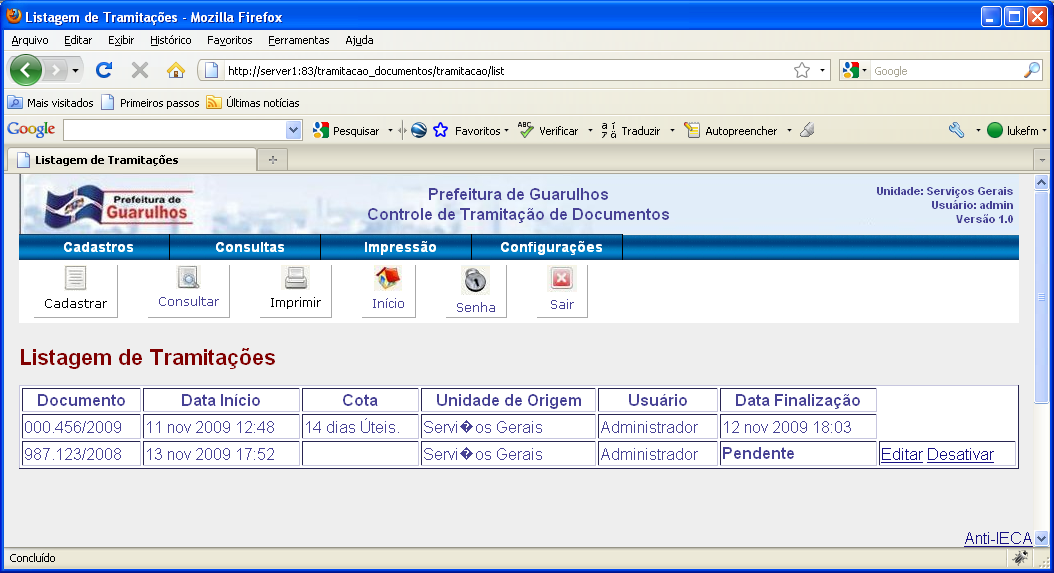 Listagem de Tramitações - Mozilla Firefox
Arquivo Editar Exibir Histórico Favoritos Ferramentas Ajuda
http://server1:83/tramitacao_documentos/tramitacao/list
Google
Mais visitados Primeiros passos Últimas notícias
Google Pesquisar Favoritos ABC Verificar Traduzir Autopreencher lukefm
Listagem de Tramitações
Prefeitura de
Guarulhos
Prefeitura de Guarulhos
Controle de Tramitação de Documentos
Unidade: Serviços Gerais
Usuário: admin
Versão 1.0
Cadastros Consultas Impressão Configurações
Cadastrar Consultar Imprimir Início Senha Sair
Listagem de Tramitações
Documento Data Início Cota Unidade de Origem Usuário Data Finalização
000.456/2009 11 nov 2009 12:48 14 dias Úteis. Servi�os Gerais Administrador 12 nov 2009 18:03
987.123/2008 13 nov 2009 17:52 Servi�os Gerais Administrador Pendente Editar Desativar
Anti-IECA
Concluído